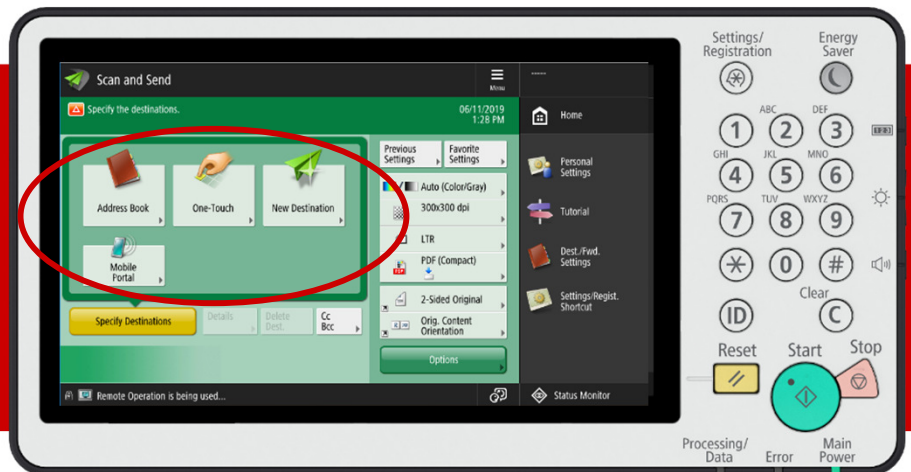 Scan and Send
Menu
-----
Specify the destinations.
06/11/2019
1:28 PM
Address Book
One-Touch
New Destination
Mobile
Portal
Specify Destinations
Details
Delete
Dest.
Cc
Bcc
Previous
Settings
Favorite
Settings
Auto (Color/Gray)
300x300 dpi
LTR
PDF (Compact)
PDF
2-Sided Original
Orig. Content
Orientation
Options
Home
Personal
Settings
Tutorial
Dest./Fwd.
Settings
Settings/Regist.
Shortcut
Remote Operation is being used...
Status Monitor
Settings/
Registration
Energy
Saver
ABC DEF
1 2 3
GHI JKL MNO
4 5 6
PQRS TUV WXYZ
7 8 9
* 0 #
Clear
ID C
Reset Start Stop
Processing/
Data
Error
Main
Power